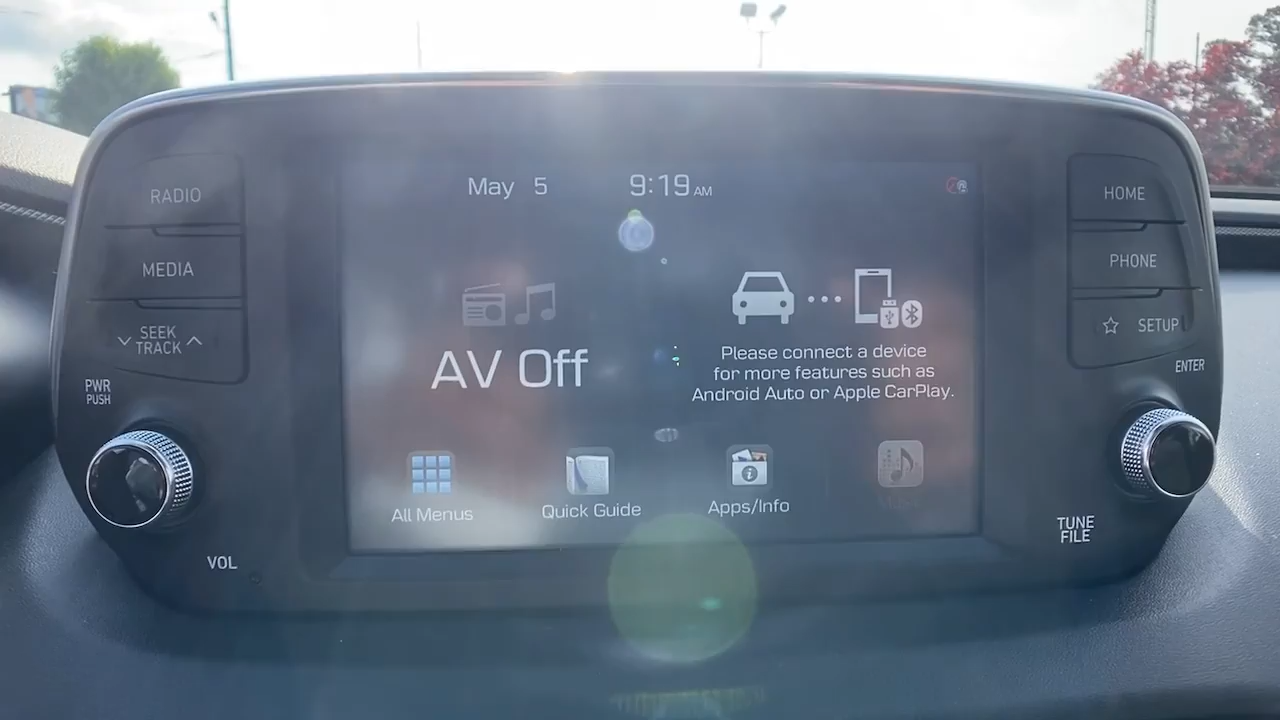 RADIO
MEDIA
SEEK
TRACK
PWR
PUSH
VOL
May 5 9:19 AM
AV Off
Please connect a device
for more features such as
Android Auto or Apple CarPlay.
All Menus
Quick Guide
Apps/Info
HOME
PHONE
SETUP
ENTER
TUNE
FILE